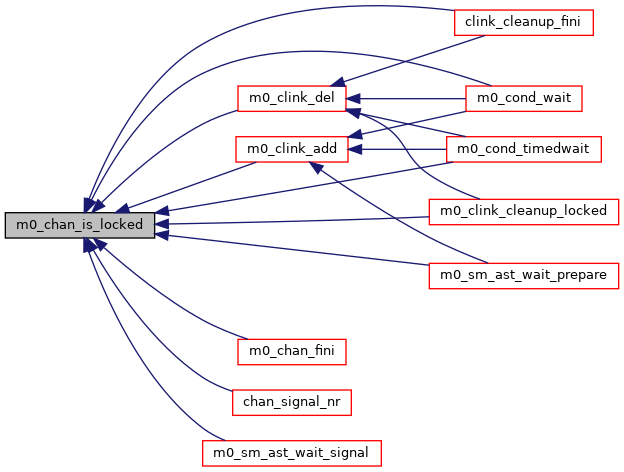 clink_cleanup_fini
m0_clink_del
m0_cond_wait
m0_clink_add
m0_cond_timedwait
m0_clink_cleanup_locked
m0_chan_is_locked
m0_sm_ast_wait_prepare
m0_chan_fini
chan_signal_nr
m0_sm_ast_wait_signal